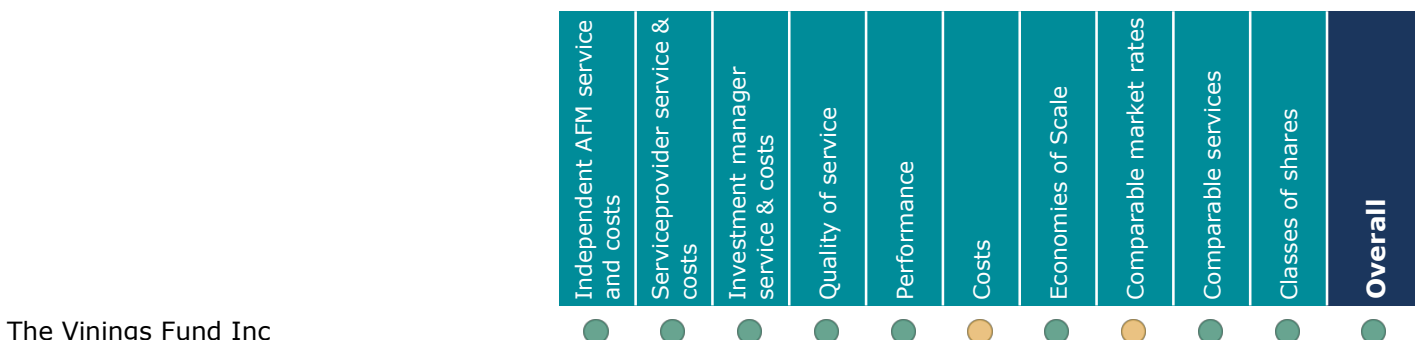 Independent AFM service
and costs
Serviceprovider service &
costs
Investment manager
service & costs
Quality of service
Performance
Costs
Economies of Scale
Comparable market rates
Comparable services
Classes of shares
Overall
The Vinings Fund Inc